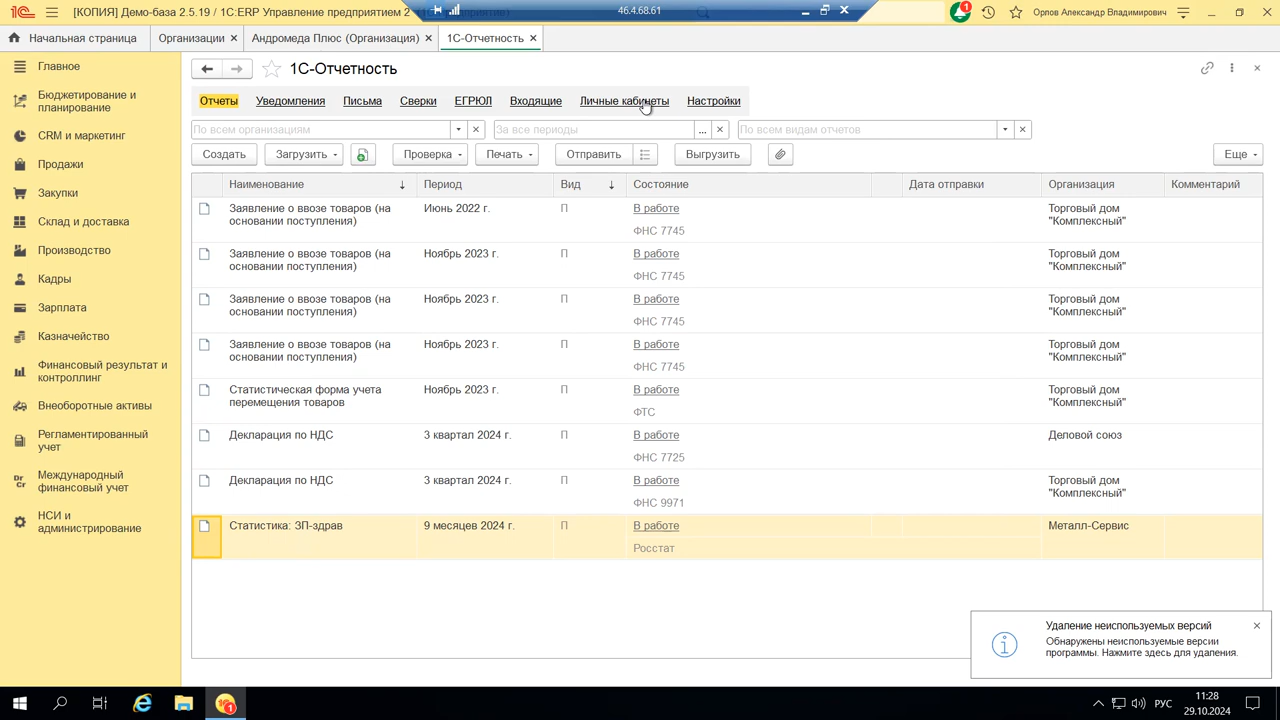 [КОПИЯ] Демо-база 2.5.19 / 1С:ERP Управление предприятием 2
46.4.68.61
1
Орлов Александр Владимирович
Начальная страница
Организации
Андромеда Плюс (Организация)
1С-Отчетность
Главное
Бюджетирование и
планирование
CRM и маркетинг
Продажи
Закупки
Склад и доставка
Производство
Кадры
Зарплата
Казначейство
Финансовый результат и
контроллинг
Внеоборотные активы
Регламентированный
учет
Международный
финансовый учет
НСИ и
администрирование
1С-Отчетность
Отчеты Уведомления Письма Сверки ЕГРЮЛ Входящие Личные кабинеты Настройки
По всем организациям За все периоды ... По всем видам отчетов
Создать Загрузить Проверка Печать Отправить Выгрузить Еще
Наименование Период Вид Состояние Дата отправки Организация Комментарий
Заявление о ввозе товаров (на Июнь 2022 г. П В работе Торговый дом
основании поступления) "Комплексный"
ФНС 7745
Заявление о ввозе товаров (на Ноябрь 2023 г. П В работе Торговый дом
основании поступления) "Комплексный"
ФНС 7745
Заявление о ввозе товаров (на Ноябрь 2023 г. П В работе Торговый дом
основании поступления) "Комплексный"
ФНС 7745
Заявление о ввозе товаров (на Ноябрь 2023 г. П В работе Торговый дом
основании поступления) "Комплексный"
ФНС 7745
Статистическая форма учета Ноябрь 2023 г. П В работе Торговый дом
перемещения товаров "Комплексный"
ФТС
Декларация по НДС 3 квартал 2024 г. П В работе Деловой союз
ФНС 7725
Декларация по НДС 3 квартал 2024 г. П В работе Торговый дом
"Комплексный"
ФНС 9971
Статистика: ЗП-здрав 9 месяцев 2024 г. П В работе Металл-Сервис
Росстат
Удаление неиспользуемых версий
Обнаружены неиспользуемые версии
программы. Нажмите здесь для удаления.
1
РУС
11:28
29.10.2024